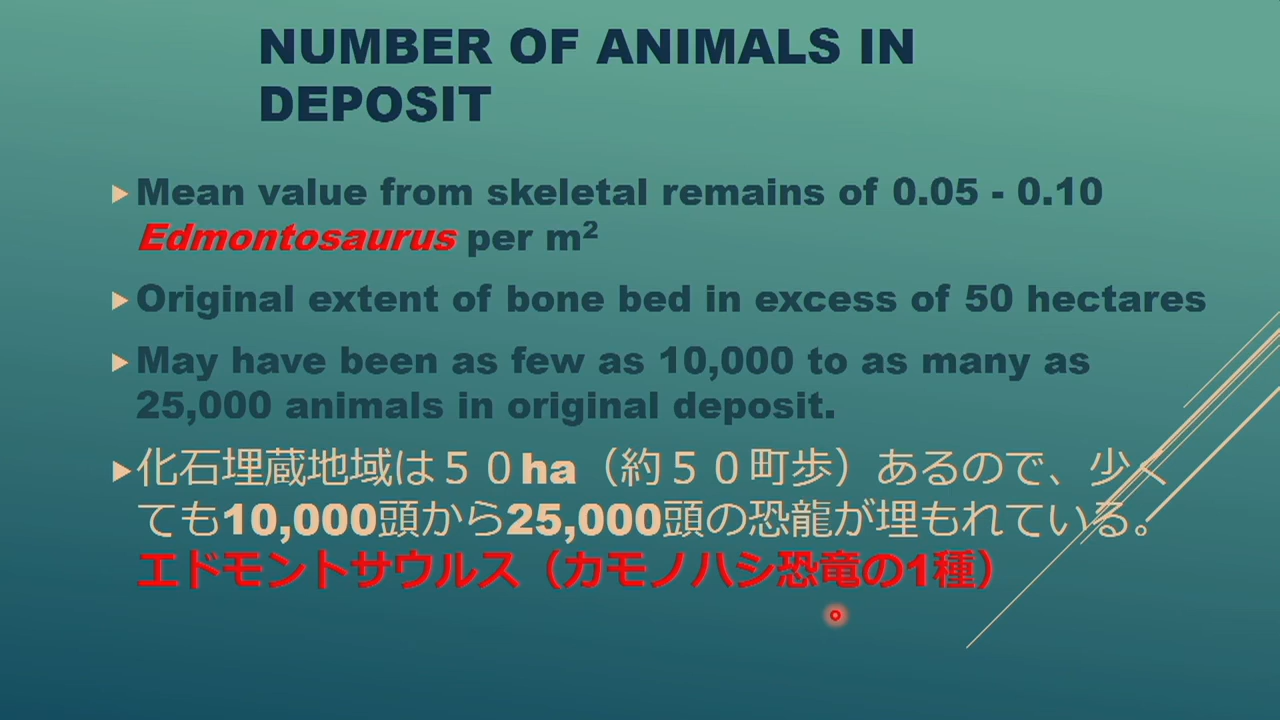 NUMBER OF ANIMALS IN
DEPOSIT
Mean value from skeletal remains of 0.05 - 0.10
Edmontosaurus per m²
Original extent of bone bed in excess of 50 hectares
May have been as few as 10,000 to as many as
25,000 animals in original deposit.
化石埋蔵地域は５０ha（約５０町歩）あるので、少く
ても10,000頭から25,000頭の恐龍が埋もれている。
エドモントサウルス（カモノハシ恐竜の1種）